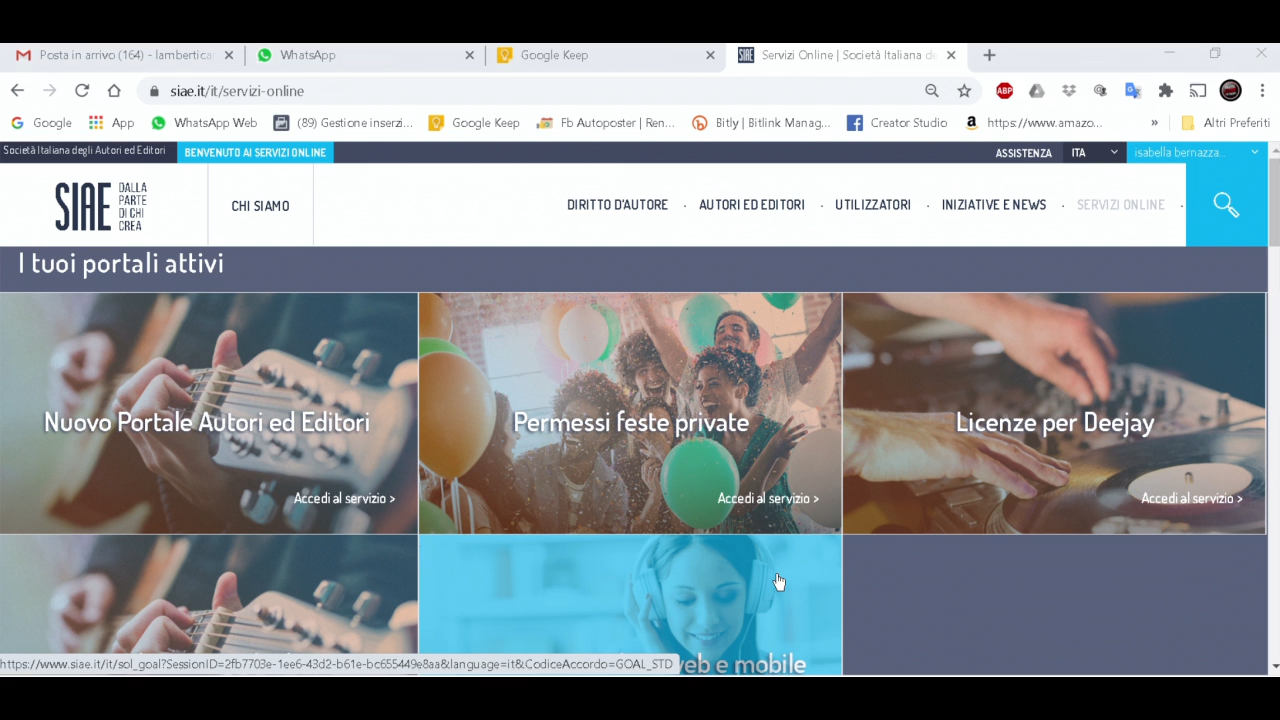 Posta in arrivo (164) - lambertica
WhatsApp
Google Keep
SIAE Servizi Online | Società Italiana de
siae.it/it/servizi-online
ABP
Google
App
WhatsApp Web
(89) Gestione inserzi...
Google Keep
Fb Autoposter | Ren...
Bitly | Bitlink Manag...
Creator Studio
https://www.amazo...
»
Altri Preferiti
Società Italiana degli Autori ed Editori
BENVENUTO AI SERVIZI ONLINE
ASSISTENZA
ITA
isabella bernazza...
SIAE
DALLA
PARTE
DI CHI
CREA
CHI SIAMO
DIRITTO D'AUTORE · AUTORI ED EDITORI · UTILIZZATORI · INIZIATIVE E NEWS · SERVIZI ONLINE ·
I tuoi portali attivi
Nuovo Portale Autori ed Editori
Accedi al servizio >
Permessi feste private
Accedi al servizio >
Licenze per Deejay
Accedi al servizio >
web e mobile
https://www.siae.it/it/sol_goal?SessionID=2fb7703e-1ee6-43d2-b61e-bc655449e8aa&language=it&CodiceAccordo=GOAL_STD